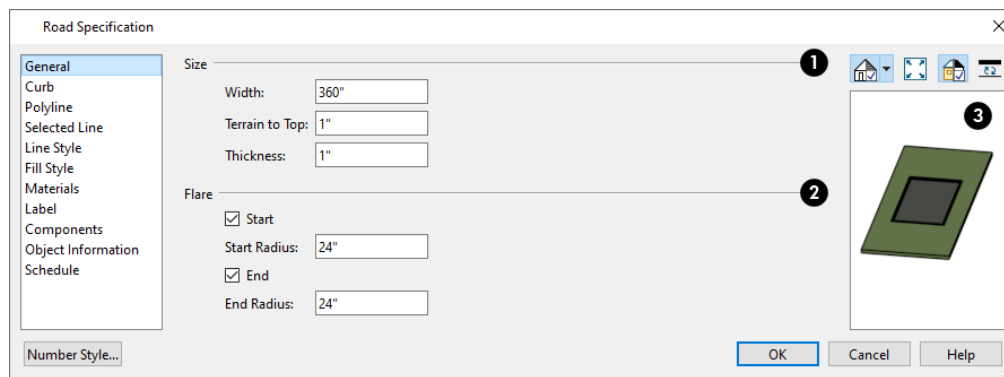 Road Specification
General
Curb
Polyline
Selected Line
Line Style
Fill Style
Materials
Label
Components
Object Information
Schedule
Size
1
Width: 360"
Terrain to Top: 1"
Thickness: 1"
Flare
2
Start
Start Radius: 24"
End
End Radius: 24"
3
Number Style...
OK
Cancel
Help